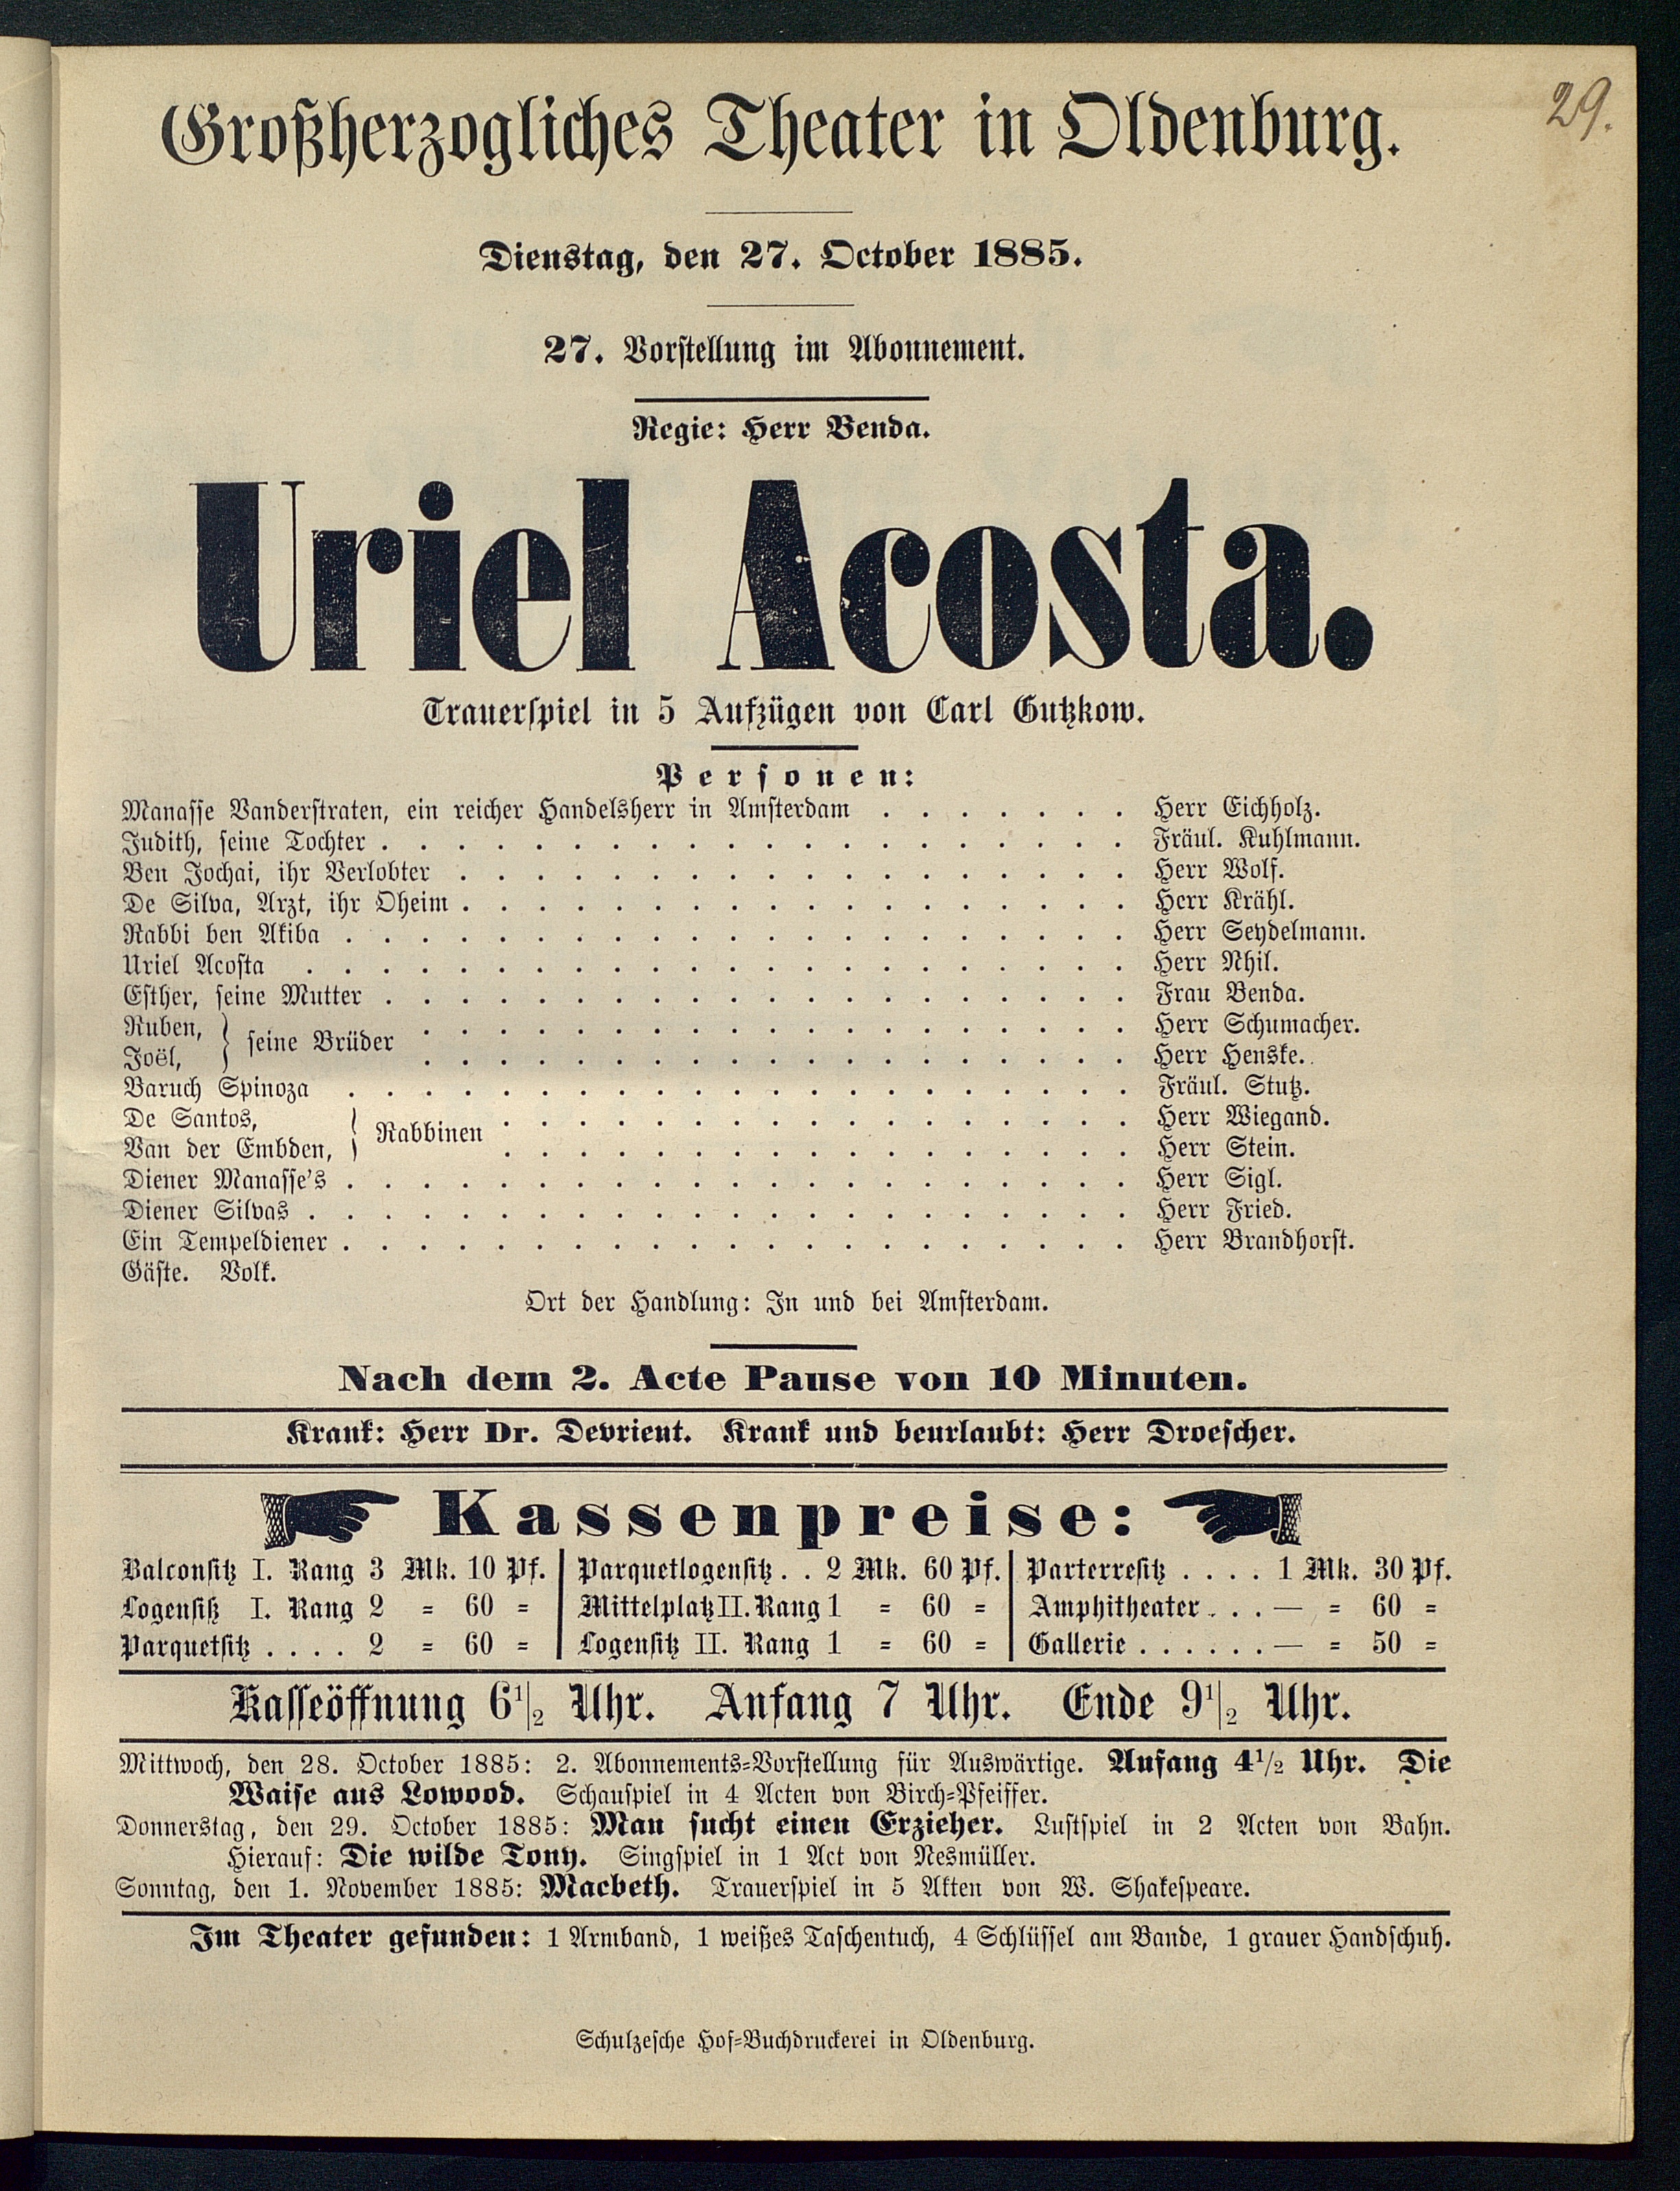 29.
Großherzogliches Theater in Oldenburg.
Dienstag, den 27. October 1885.
27. Vorstellung im Abonnement.
Regie: Herr Benda.
Uriel Acosta.
Trauerspiel in 5 Aufzügen von Carl Gutzkow.
Personen:
Manasse Vanderstraten, ein reicher Handelsherr in Amsterdam . . . . . . . Herr Eichholz.
Judith, seine Tochter . . . . . . . . . . . . . . . . . . . . Fräul. Kuhlmann.
Ben Jochai, ihr Verlobter . . . . . . . . . . . . . . . . . . Herr Wolf.
De Silva, Arzt, ihr Oheim . . . . . . . . . . . . . . . . . . Herr Krähl.
Rabbi ben Akiba . . . . . . . . . . . . . . . . . . . . . Herr Seydelmann.
Uriel Acosta . . . . . . . . . . . . . . . . . . . . . . Herr Nhil.
Esther, seine Mutter . . . . . . . . . . . . . . . . . . . . Frau Benda.
Ruben, } seine Brüder . . . . . . . . . . . . . . . . . . . Herr Schumacher.
Joël, } . . . . . . . . . . . . . . . . . . . Herr Henske.
Baruch Spinoza . . . . . . . . . . . . . . . . . . . . . Fräul. Stutz.
De Santos, } Rabbinen . . . . . . . . . . . . . . . . . Herr Wiegand.
Van der Embden, } . . . . . . . . . . . . . . . . . Herr Stein.
Diener Manasse's . . . . . . . . . . . . . . . . . . . . . Herr Sigl.
Diener Silvas . . . . . . . . . . . . . . . . . . . . . . Herr Fried.
Ein Tempeldiener . . . . . . . . . . . . . . . . . . . . . Herr Brandhorst.
Gäste. Volk.
Ort der Handlung: In und bei Amsterdam.
Nach dem 2. Acte Pause von 10 Minuten.
Krank: Herr Dr. Devrient. Krank und beurlaubt: Herr Droescher.
Kassenpreise:
Balconsitz I. Rang 3 Mk. 10 Pf. | Parquetlogensitz . . 2 Mk. 60 Pf. | Parterresitz . . . . 1 Mk. 30 Pf.
Logensitz I. Rang 2 = 60 = | Mittelplatz II. Rang 1 = 60 = | Amphitheater . . . — = 60 =
Parquetsitz . . . . 2 = 60 = | Logensitz II. Rang 1 = 60 = | Gallerie . . . . . . — = 50 =
Kasseöffnung 6 1/2 Uhr. Anfang 7 Uhr. Ende 9 1/2 Uhr.
Mittwoch, den 28. October 1885: 2. Abonnements=Vorstellung für Auswärtige. Anfang 4 1/2 Uhr. Die
Waise aus Lowood. Schauspiel in 4 Acten von Birch=Pfeiffer.
Donnerstag, den 29. October 1885: Man sucht einen Erzieher. Lustspiel in 2 Acten von Bahn.
Hierauf: Die wilde Tony. Singspiel in 1 Act von Nesmüller.
Sonntag, den 1. November 1885: Macbeth. Trauerspiel in 5 Akten von W. Shakespeare.
Im Theater gefunden: 1 Armband, 1 weißes Taschentuch, 4 Schlüssel am Bande, 1 grauer Handschuh.
Schulzesche Hof=Buchdruckerei in Oldenburg.